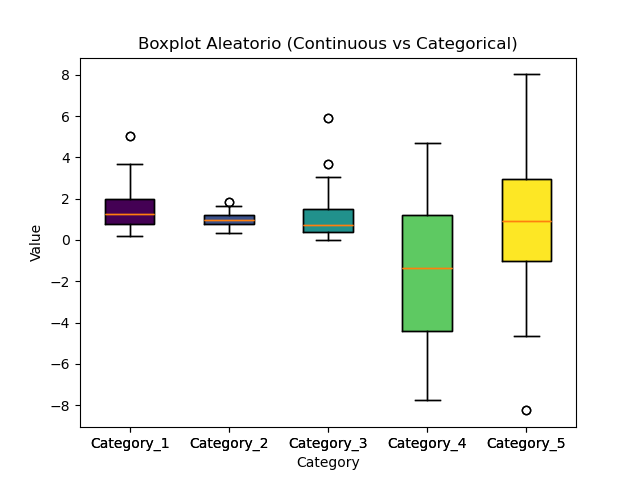 Boxplot Aleatorio (Continuous vs Categorical)
8
6
4
2
0
−2
−4
−6
−8
Value
Category_1 Category_2 Category_3 Category_4 Category_5
Category